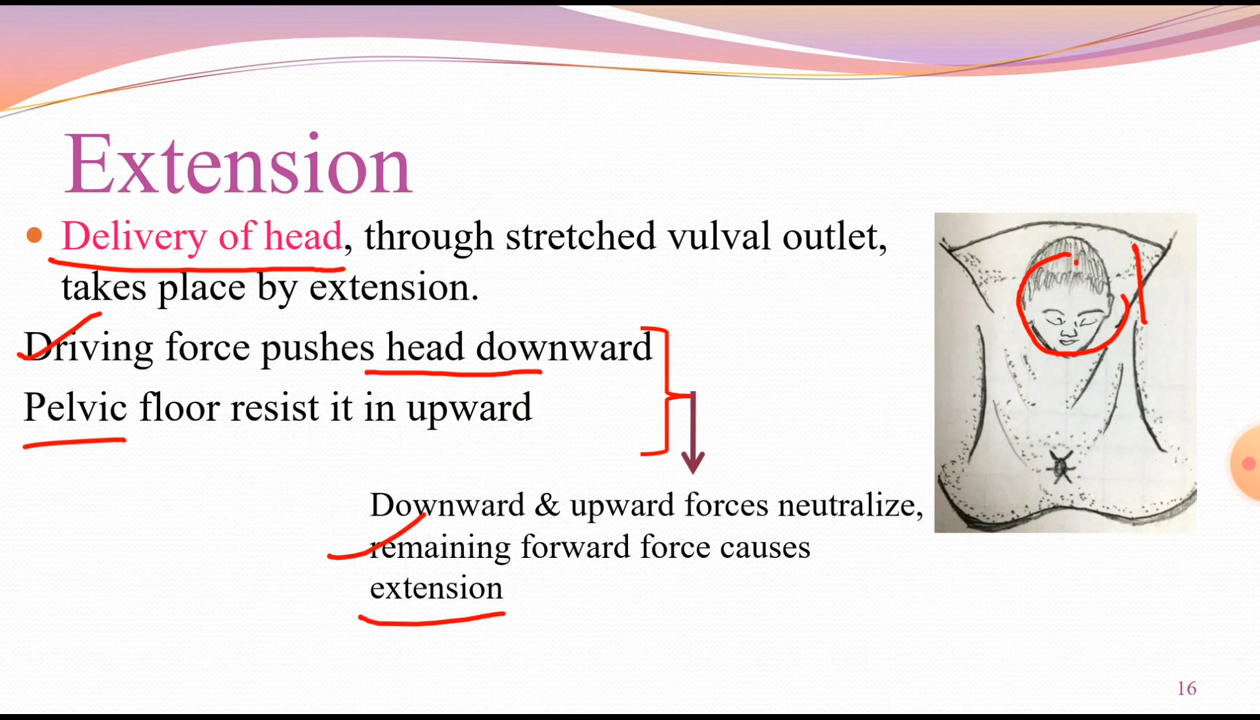 Extension
Delivery of head, through stretched vulval outlet,
takes place by extension.
Driving force pushes head downward
Pelvic floor resist it in upward
Downward & upward forces neutralize,
remaining forward force causes
extension
16